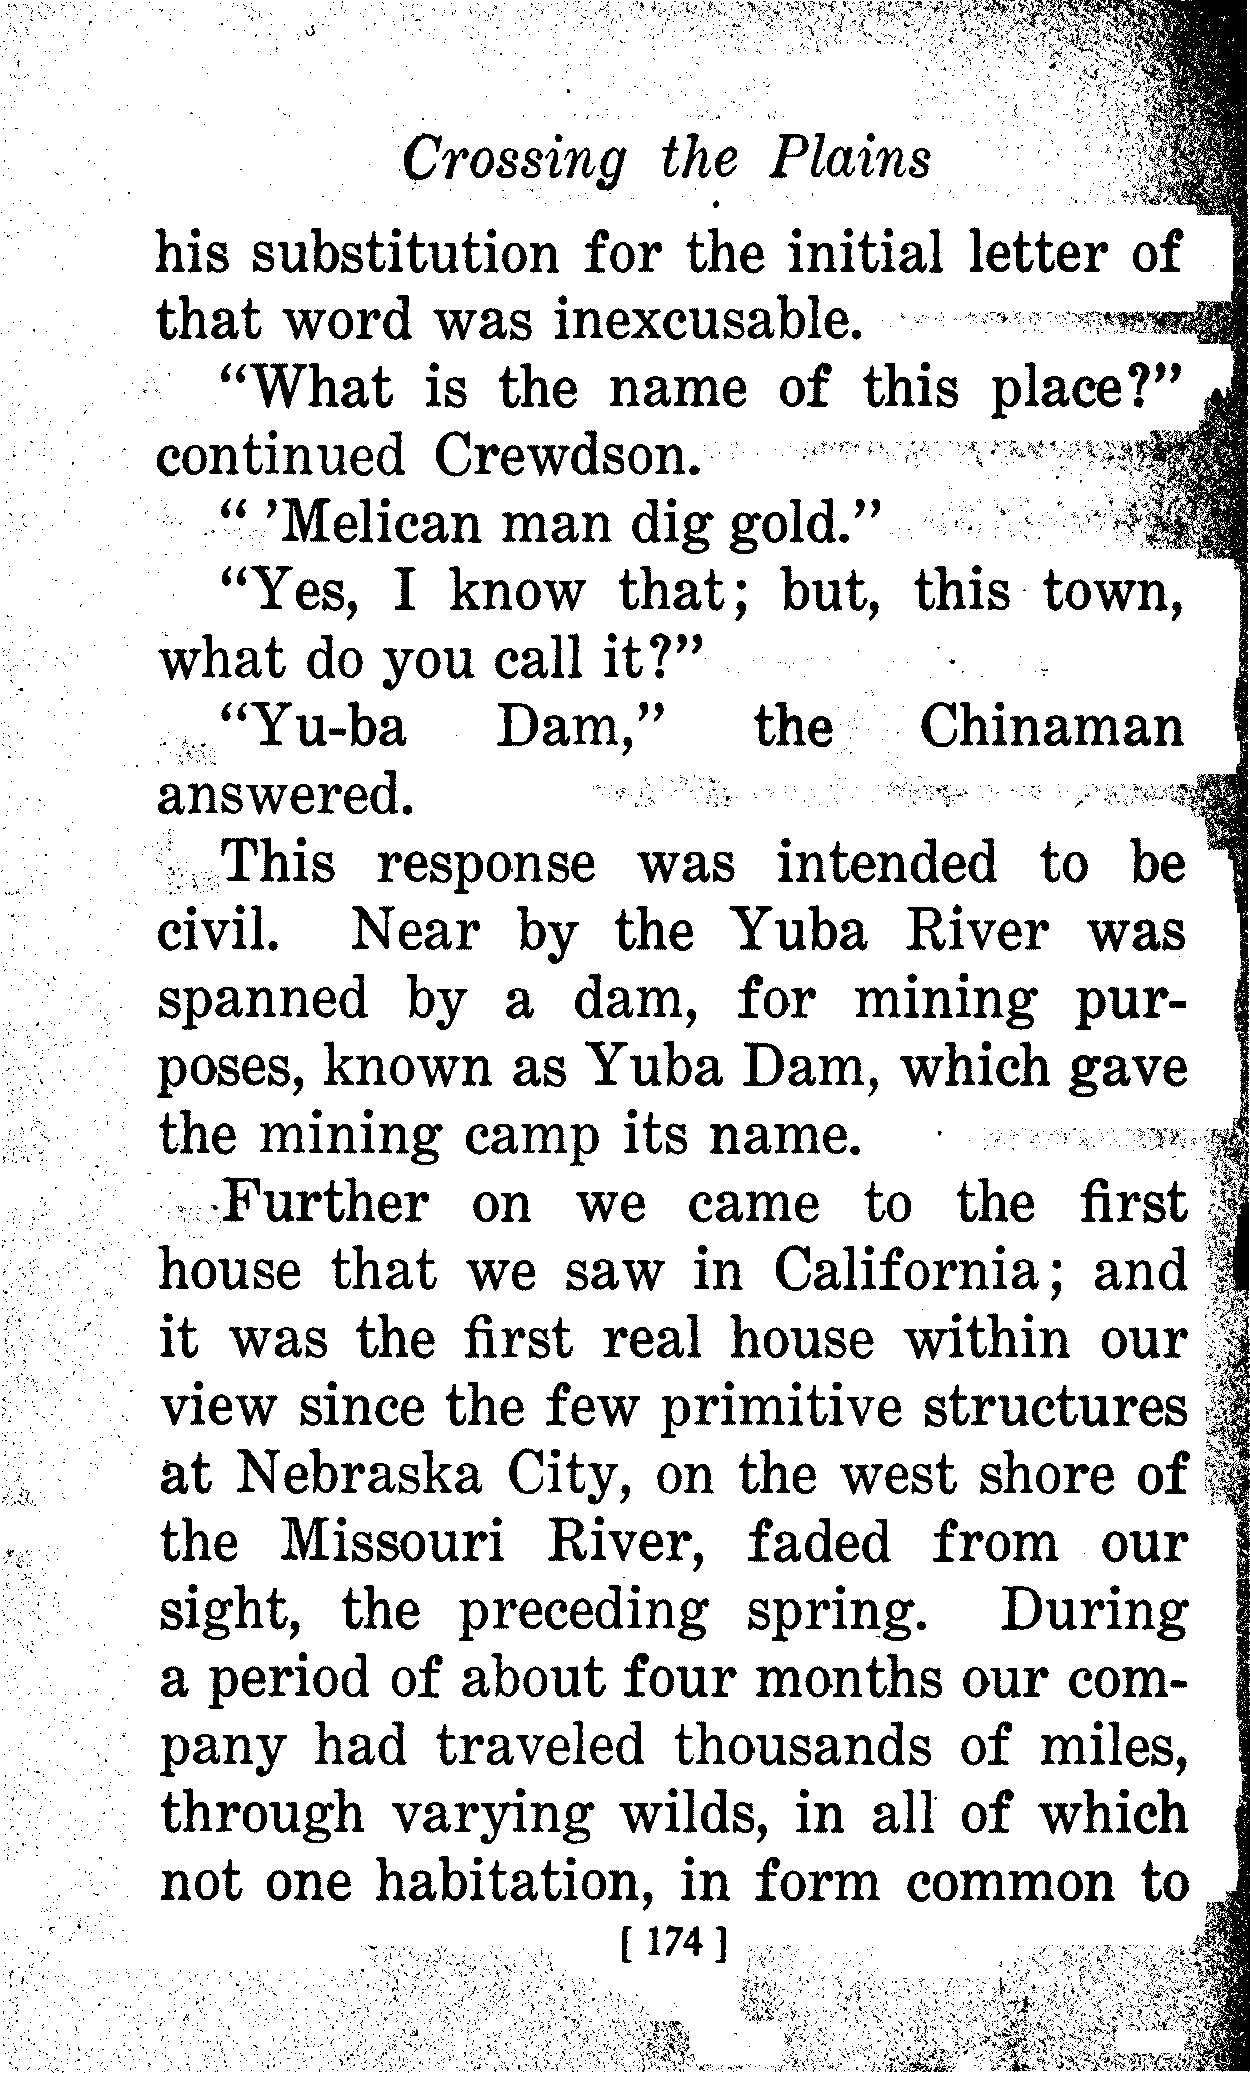 Crossing the Plains
his substitution for the initial letter of
that word was inexcusable.
“What is the name of this place?”
continued Crewdson.
“ ’Melican man dig gold.”
“Yes, I know that; but, this town,
what do you call it?”
“Yu-ba Dam,” the Chinaman
answered.
This response was intended to be
civil. Near by the Yuba River was
spanned by a dam, for mining pur-
poses, known as Yuba Dam, which gave
the mining camp its name.
Further on we came to the first
house that we saw in California; and
it was the first real house within our
view since the few primitive structures
at Nebraska City, on the west shore of
the Missouri River, faded from our
sight, the preceding spring. During
a period of about four months our com-
pany had traveled thousands of miles,
through varying wilds, in all of which
not one habitation, in form common to
[ 174 ]